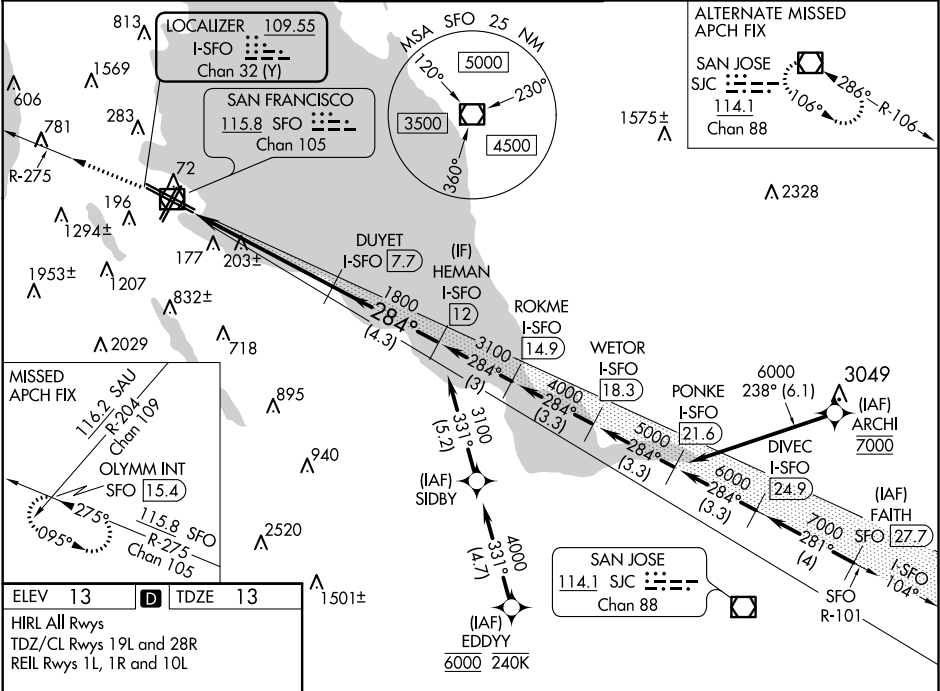 813
LOCALIZER 109.55
I-SFO
Chan 32 (Y)
1569
606
283
781
R-275
SAN FRANCISCO
115.8 SFO
Chan 105
72
196
1294±
177
203±
1953±
1207
832±
2029
718
895
940
2520
1501±
MSA SFO 25 NM
120°
5000
230°
3500
4500
360°
1575±
2328
ALTERNATE MISSED
APCH FIX
SAN JOSE
SJC
114.1
Chan 88
286°
R-106
106°
DUYET
I-SFO 7.7
(IF)
HEMAN
I-SFO
12
ROKME
I-SFO
14.9
WETOR
I-SFO
18.3
PONKE
I-SFO
21.6
6000
238° (6.1)
3049
(IAF)
ARCHI
7000
DIVEC
I-SFO
24.9
(IAF)
FAITH
SFO 27.7
1800
284°
(4.3)
3100
284°
(3)
4000
284°
(3.3)
5000
284°
(3.3)
6000
284°
(3.3)
7000
281°
(4)
I-SFO
104°
SFO
R-101
3100
331°
(5.2)
(IAF)
SIDBY
4000
331°
(4.7)
(IAF)
EDDYY
6000 240K
SAN JOSE
114.1 SJC
Chan 88
MISSED
APCH FIX
116.2 SAU
R-204
Chan 109
OLYMM INT
SFO 15.4
275°
095°
115.8 SFO
R-275
Chan 105
ELEV 13 D TDZE 13
HIRL All Rwys
TDZ/CL Rwys 19L and 28R
REIL Rwys 1L, 1R and 10L